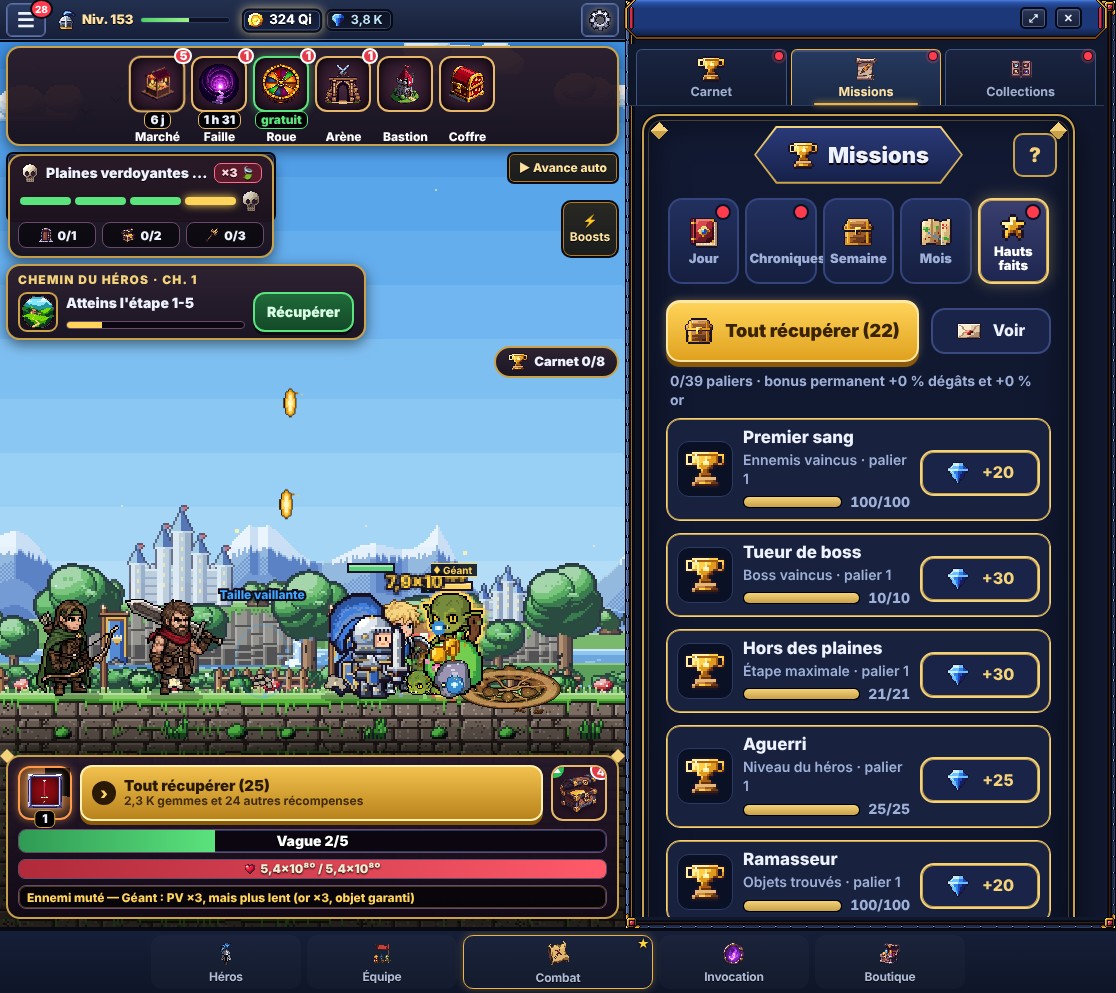 28
Niv. 153
324 Qi
3,8 K
5
1
1
1
6 j
1 h 31
gratuit
Marché
Faille
Roue
Arène
Bastion
Coffre
Plaines verdoyantes ...
×3
Avance auto
0/1
0/2
0/3
Boosts
CHEMIN DU HÉROS · CH. 1
Atteins l'étape 1-5
Récupérer
Carnet 0/8
Géant
Taille vaillante
1
Tout récupérer (25)
2,3 K gemmes et 24 autres récompenses
4
Vague 2/5
5,4×10⁸⁰ / 5,4×10⁸⁰
Ennemi muté — Géant : PV ×3, mais plus lent (or ×3, objet garanti)
Carnet
Missions
Collections
Missions
?
Jour
Chroniques
Semaine
Mois
Hauts
faits
Tout récupérer (22)
Voir
0/39 paliers · bonus permanent +0 % dégâts et +0 %
or
Premier sang
Ennemis vaincus · palier
1
100/100
+20
Tueur de boss
Boss vaincus · palier 1
10/10
+30
Hors des plaines
Étape maximale · palier 1
21/21
+30
Aguerri
Niveau du héros · palier
1
25/25
+25
Ramasseur
Objets trouvés · palier 1
100/100
+20
Héros
Équipe
Combat
Invocation
Boutique